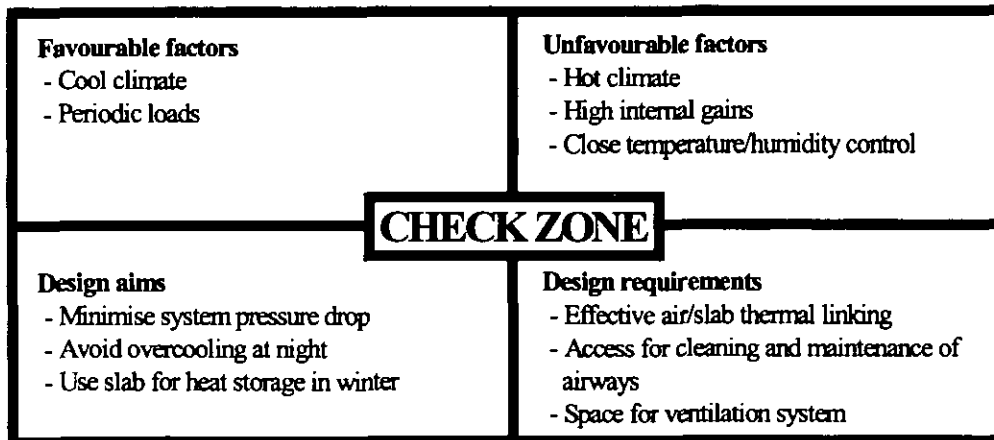 Favourable factors
- Cool climate
- Periodic loads
Unfavourable factors
- Hot climate
- High internal gains
- Close temperature/humidity control
CHECK ZONE
Design aims
- Minimise system pressure drop
- Avoid overcooling at night
- Use slab for heat storage in winter
Design requirements
- Effective air/slab thermal linking
- Access for cleaning and maintenance of
airways
- Space for ventilation system